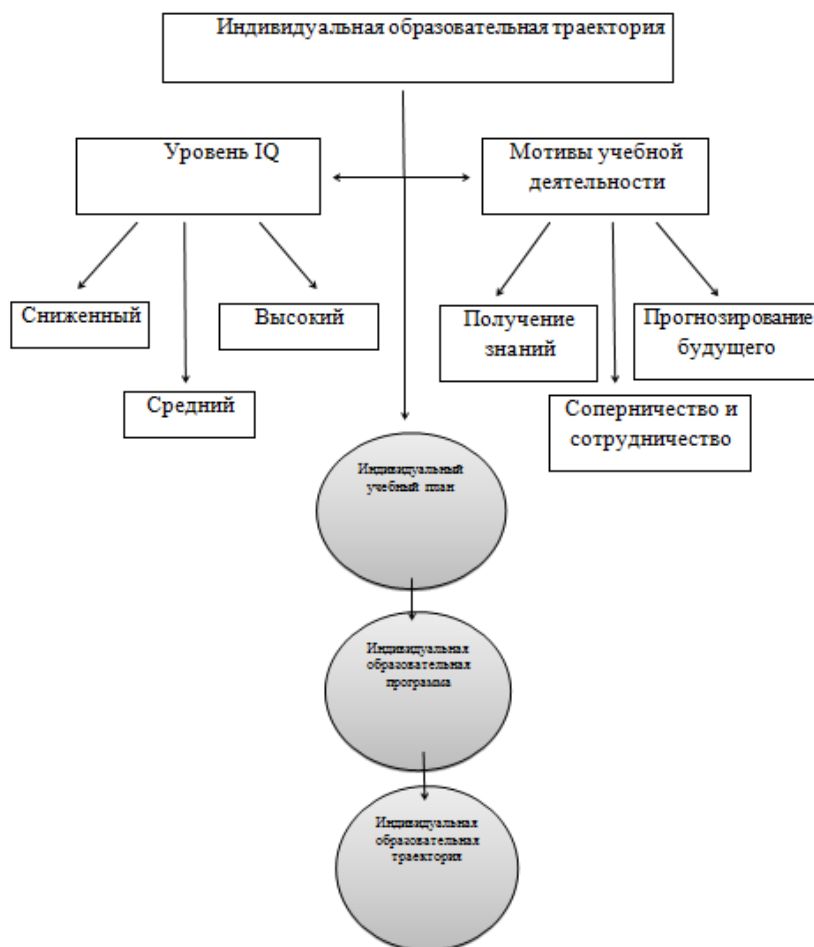 Индивидуальная образовательная траектория
Уровень IQ
Мотивы учебной
деятельности
Сниженный
Высокий
Средний
Получение
знаний
Прогнозирование
будущего
Соперничество и
сотрудничество
Индивидуальный
учебный план
Индивидуальная
образовательная
программа
Индивидуальная
образовательная
траектория